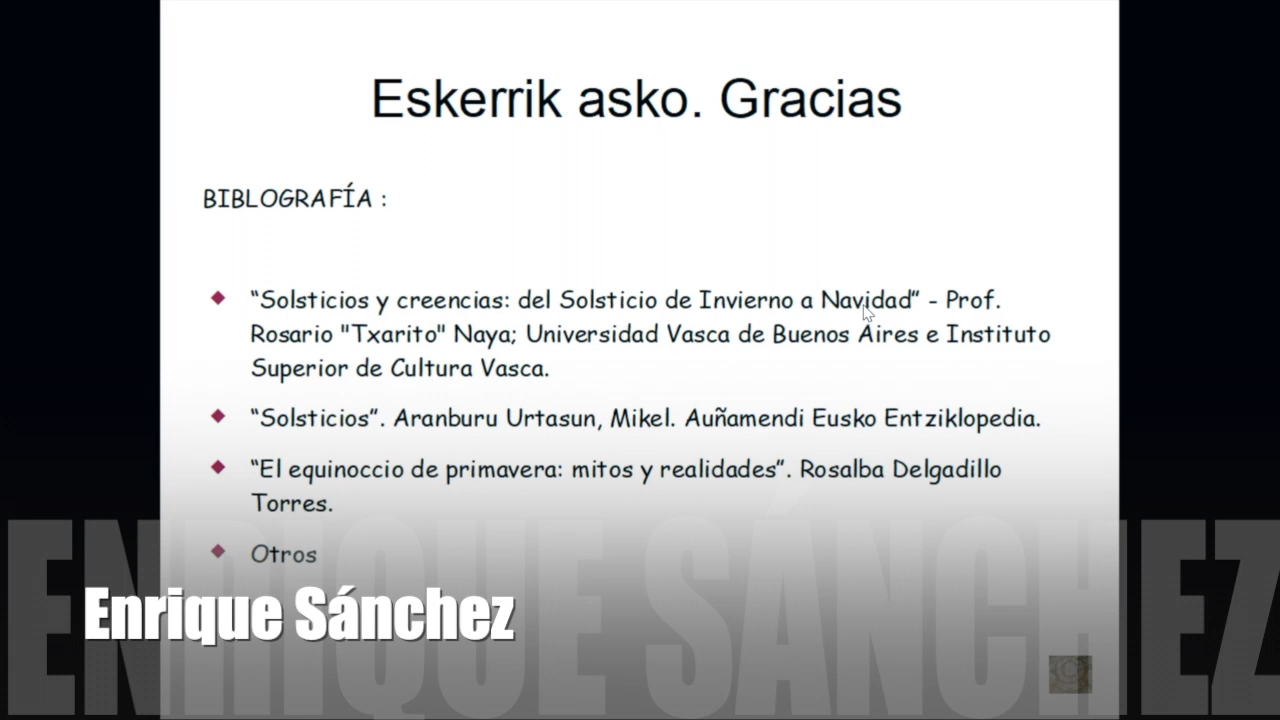 Eskerrik asko. Gracias
BIBLOGRAFÍA :
“Solsticios y creencias: del Solsticio de Invierno a Navidad” - Prof.
Rosario "Txarito" Naya; Universidad Vasca de Buenos Aires e Instituto
Superior de Cultura Vasca.
“Solsticios”. Aranburu Urtasun, Mikel. Auñamendi Eusko Entziklopedia.
“El equinoccio de primavera: mitos y realidades”. Rosalba Delgadillo
Torres.
Otros
ENRIQUE SÁNCHEZ
Enrique Sánchez